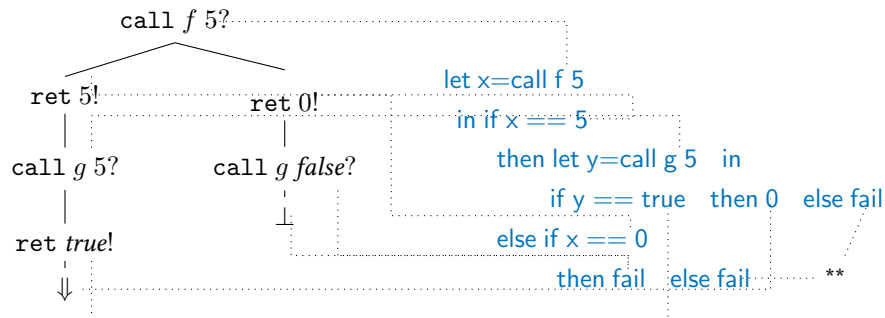 call f 5?
ret 5!
ret 0!
call g 5?
call g false?
⊥
ret true!
⇓
let x=call f 5
in if x == 5
then let y=call g 5 in
if y == true then 0 else fail
else if x == 0
then fail else fail
**